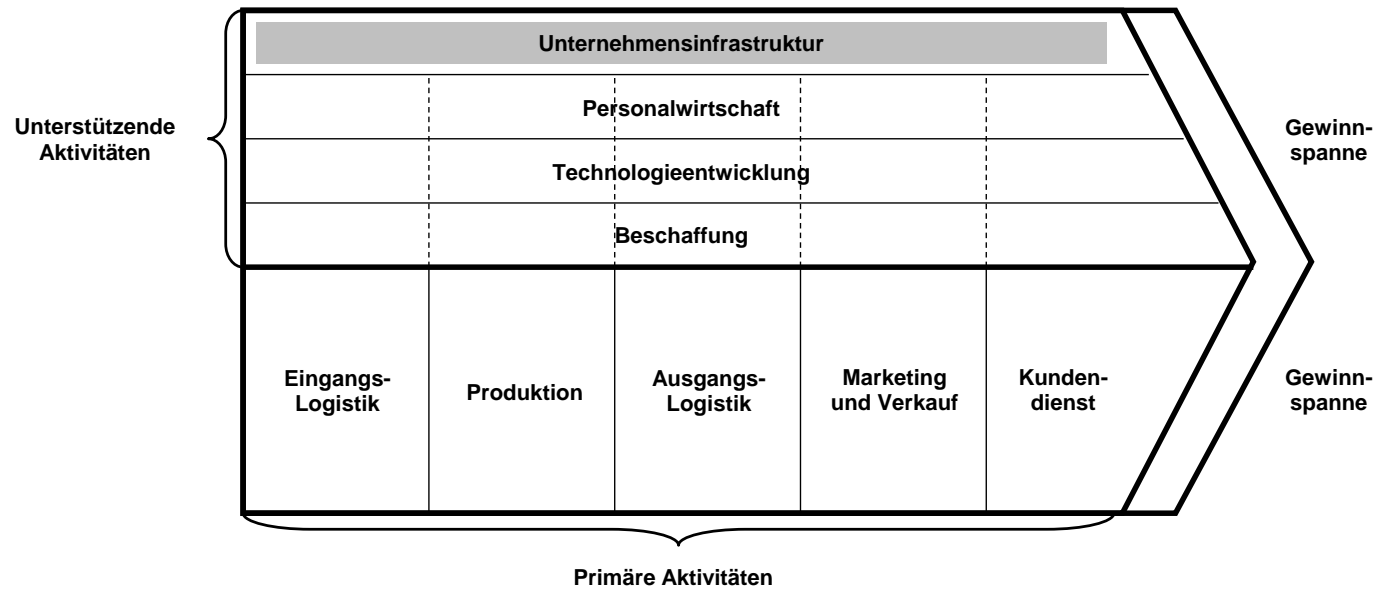 Unternehmensinfrastruktur
Personalwirtschaft
Unterstützende
Aktivitäten
Gewinn-
spanne
Technologieentwicklung
Beschaffung
Eingangs-
Logistik
Produktion
Ausgangs-
Logistik
Marketing
und Verkauf
Kunden-
dienst
Gewinn-
spanne
Primäre Aktivitäten